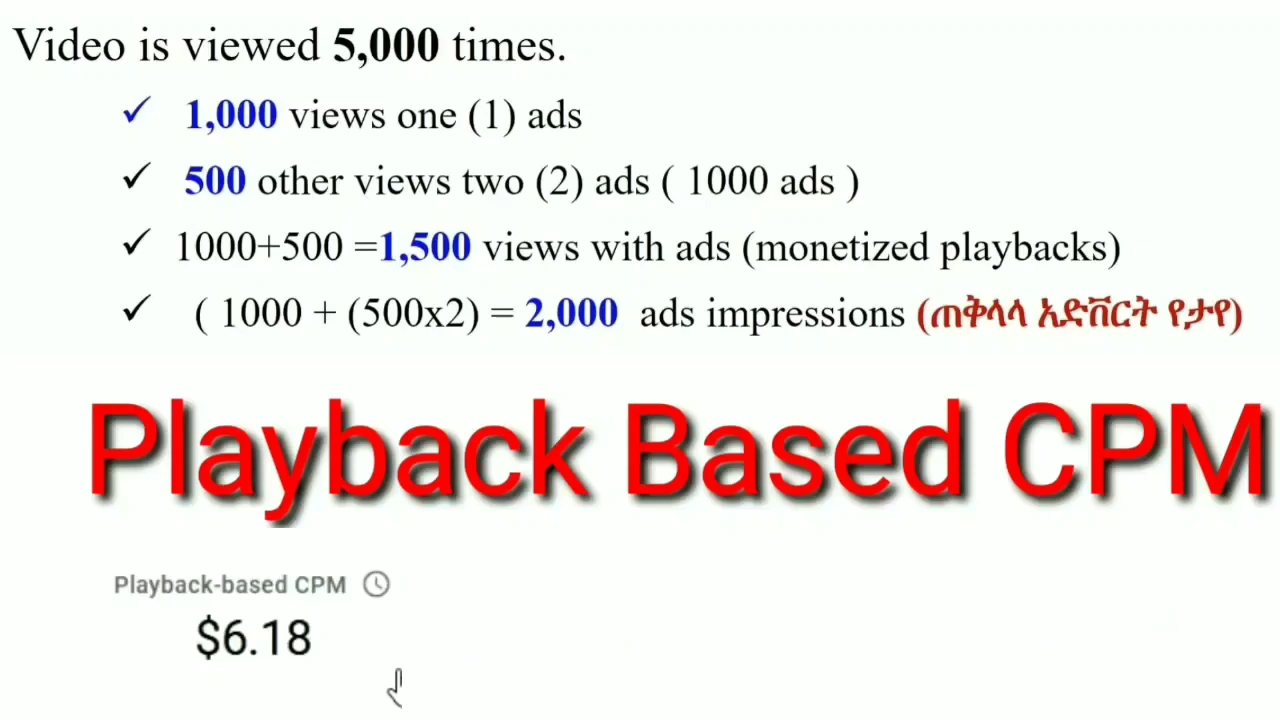 Video is viewed 5,000 times.
✓ 1,000 views one (1) ads
✓ 500 other views two (2) ads ( 1000 ads )
✓ 1000+500 =1,500 views with ads (monetized playbacks)
✓ ( 1000 + (500x2) = 2,000 ads impressions (ጠቅላላ ኢድቨርት የታየ)
Playback Based CPM
Playback-based CPM
$6.18